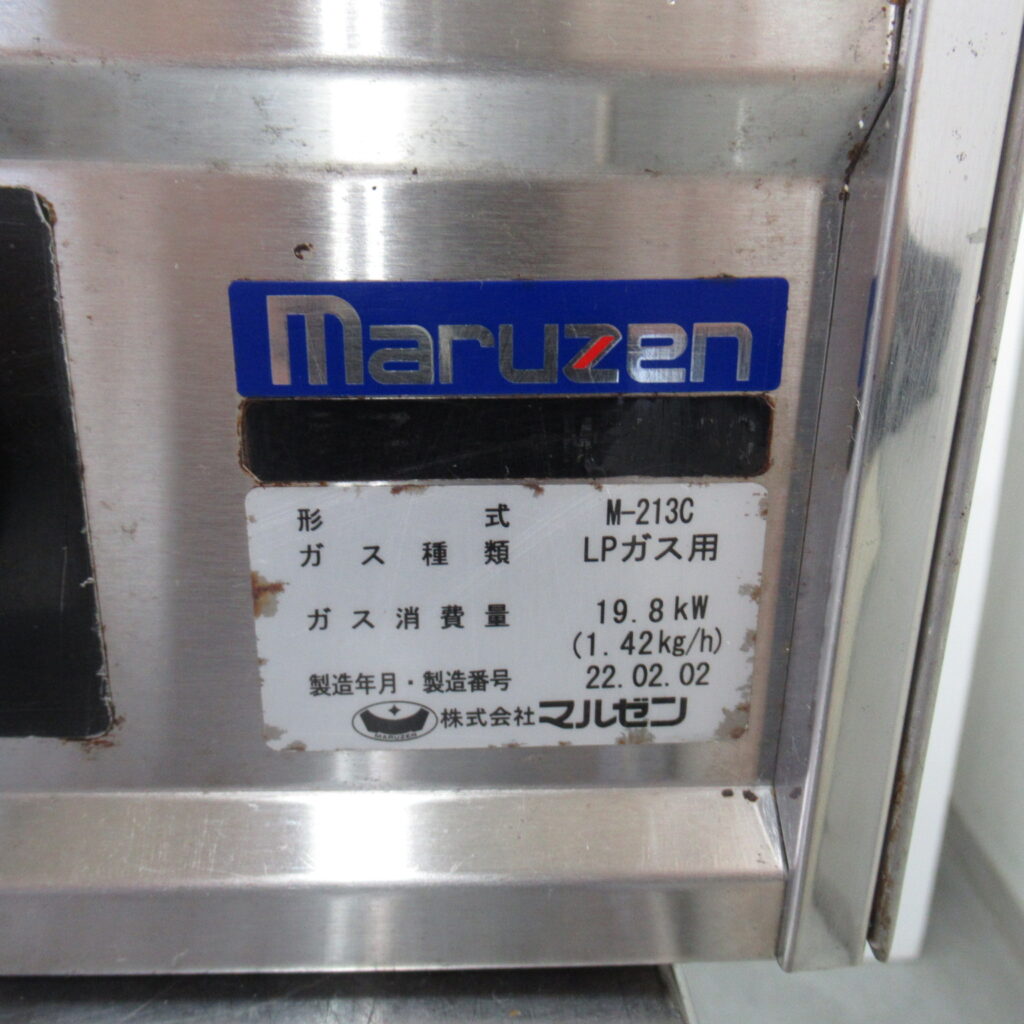 maruzen
形式 M-213C
ガス種類 LPガス用
ガス消費量 19.8kW
(1.42kg/h)
製造年月・製造番号 22.02.02
MARUZEN 株式会社マルゼン